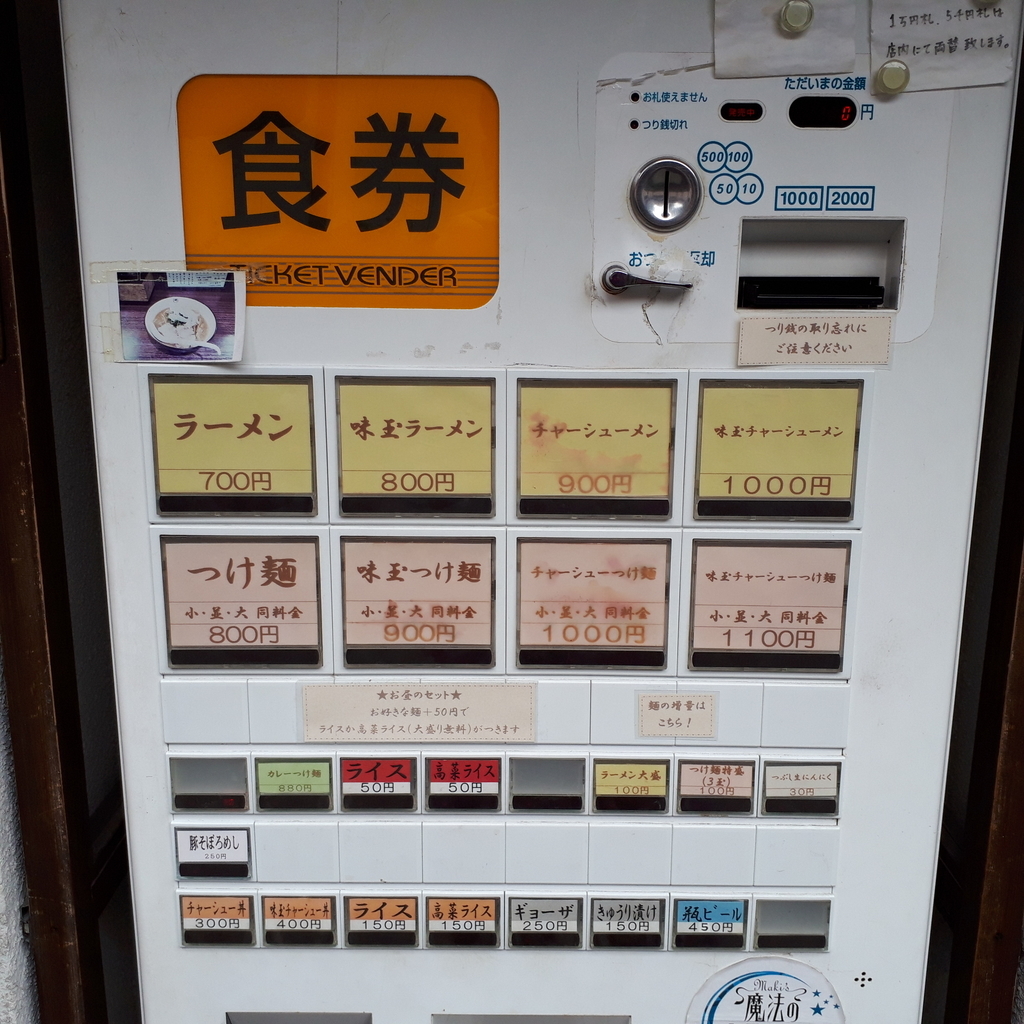 1万円札、5千円札は
店内にて両替致します。
食券
TICKET VENDER
お札使えません
つり銭切れ
発売中
ただいまの金額
0 円
500 100
50 10
1000 2000
つり銭の取り忘れに
ご注意ください
ラーメン
700円
味玉ラーメン
800円
チャーシューメン
900円
味玉チャーシューメン
1000円
つけ麺
小・並・大 同料金
800円
味玉つけ麺
小・並・大 同料金
900円
チャーシューつけ麺
小・並・大 同料金
1000円
味玉チャーシューつけ麺
小・並・大 同料金
1100円
★お昼のセット★
お好きな麺+50円で
ライスか高菜ライス(大盛り無料)がつきます
麺の増量は
こちら!
カレーつけ麺
880円
ライス
50円
高菜ライス
50円
ラーメン大盛
100円
つけ麺特盛
(3玉)
100円
つぶし生にんにく
30円
豚そぼろめし
250円
チャーシュー丼
300円
味玉チャーシュー丼
400円
ライス
150円
高菜ライス
150円
ギョーザ
250円
きゅうり漬け
150円
瓶ビール
450円
Maki's
魔法の